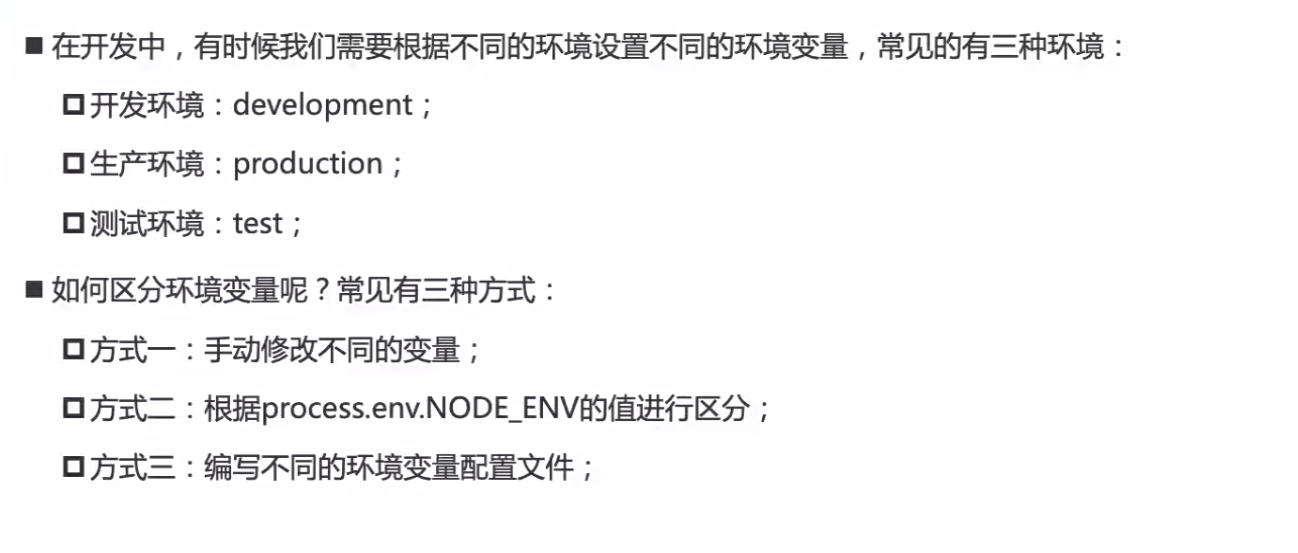 ■ 在开发中，有时候我们需要根据不同的环境设置不同的环境变量，常见的有三种环境：
开发环境：development；
生产环境：production；
测试环境：test；
■ 如何区分环境变量呢？常见有三种方式：
方式一：手动修改不同的变量；
方式二：根据process.env.NODE_ENV的值进行区分；
方式三：编写不同的环境变量配置文件；